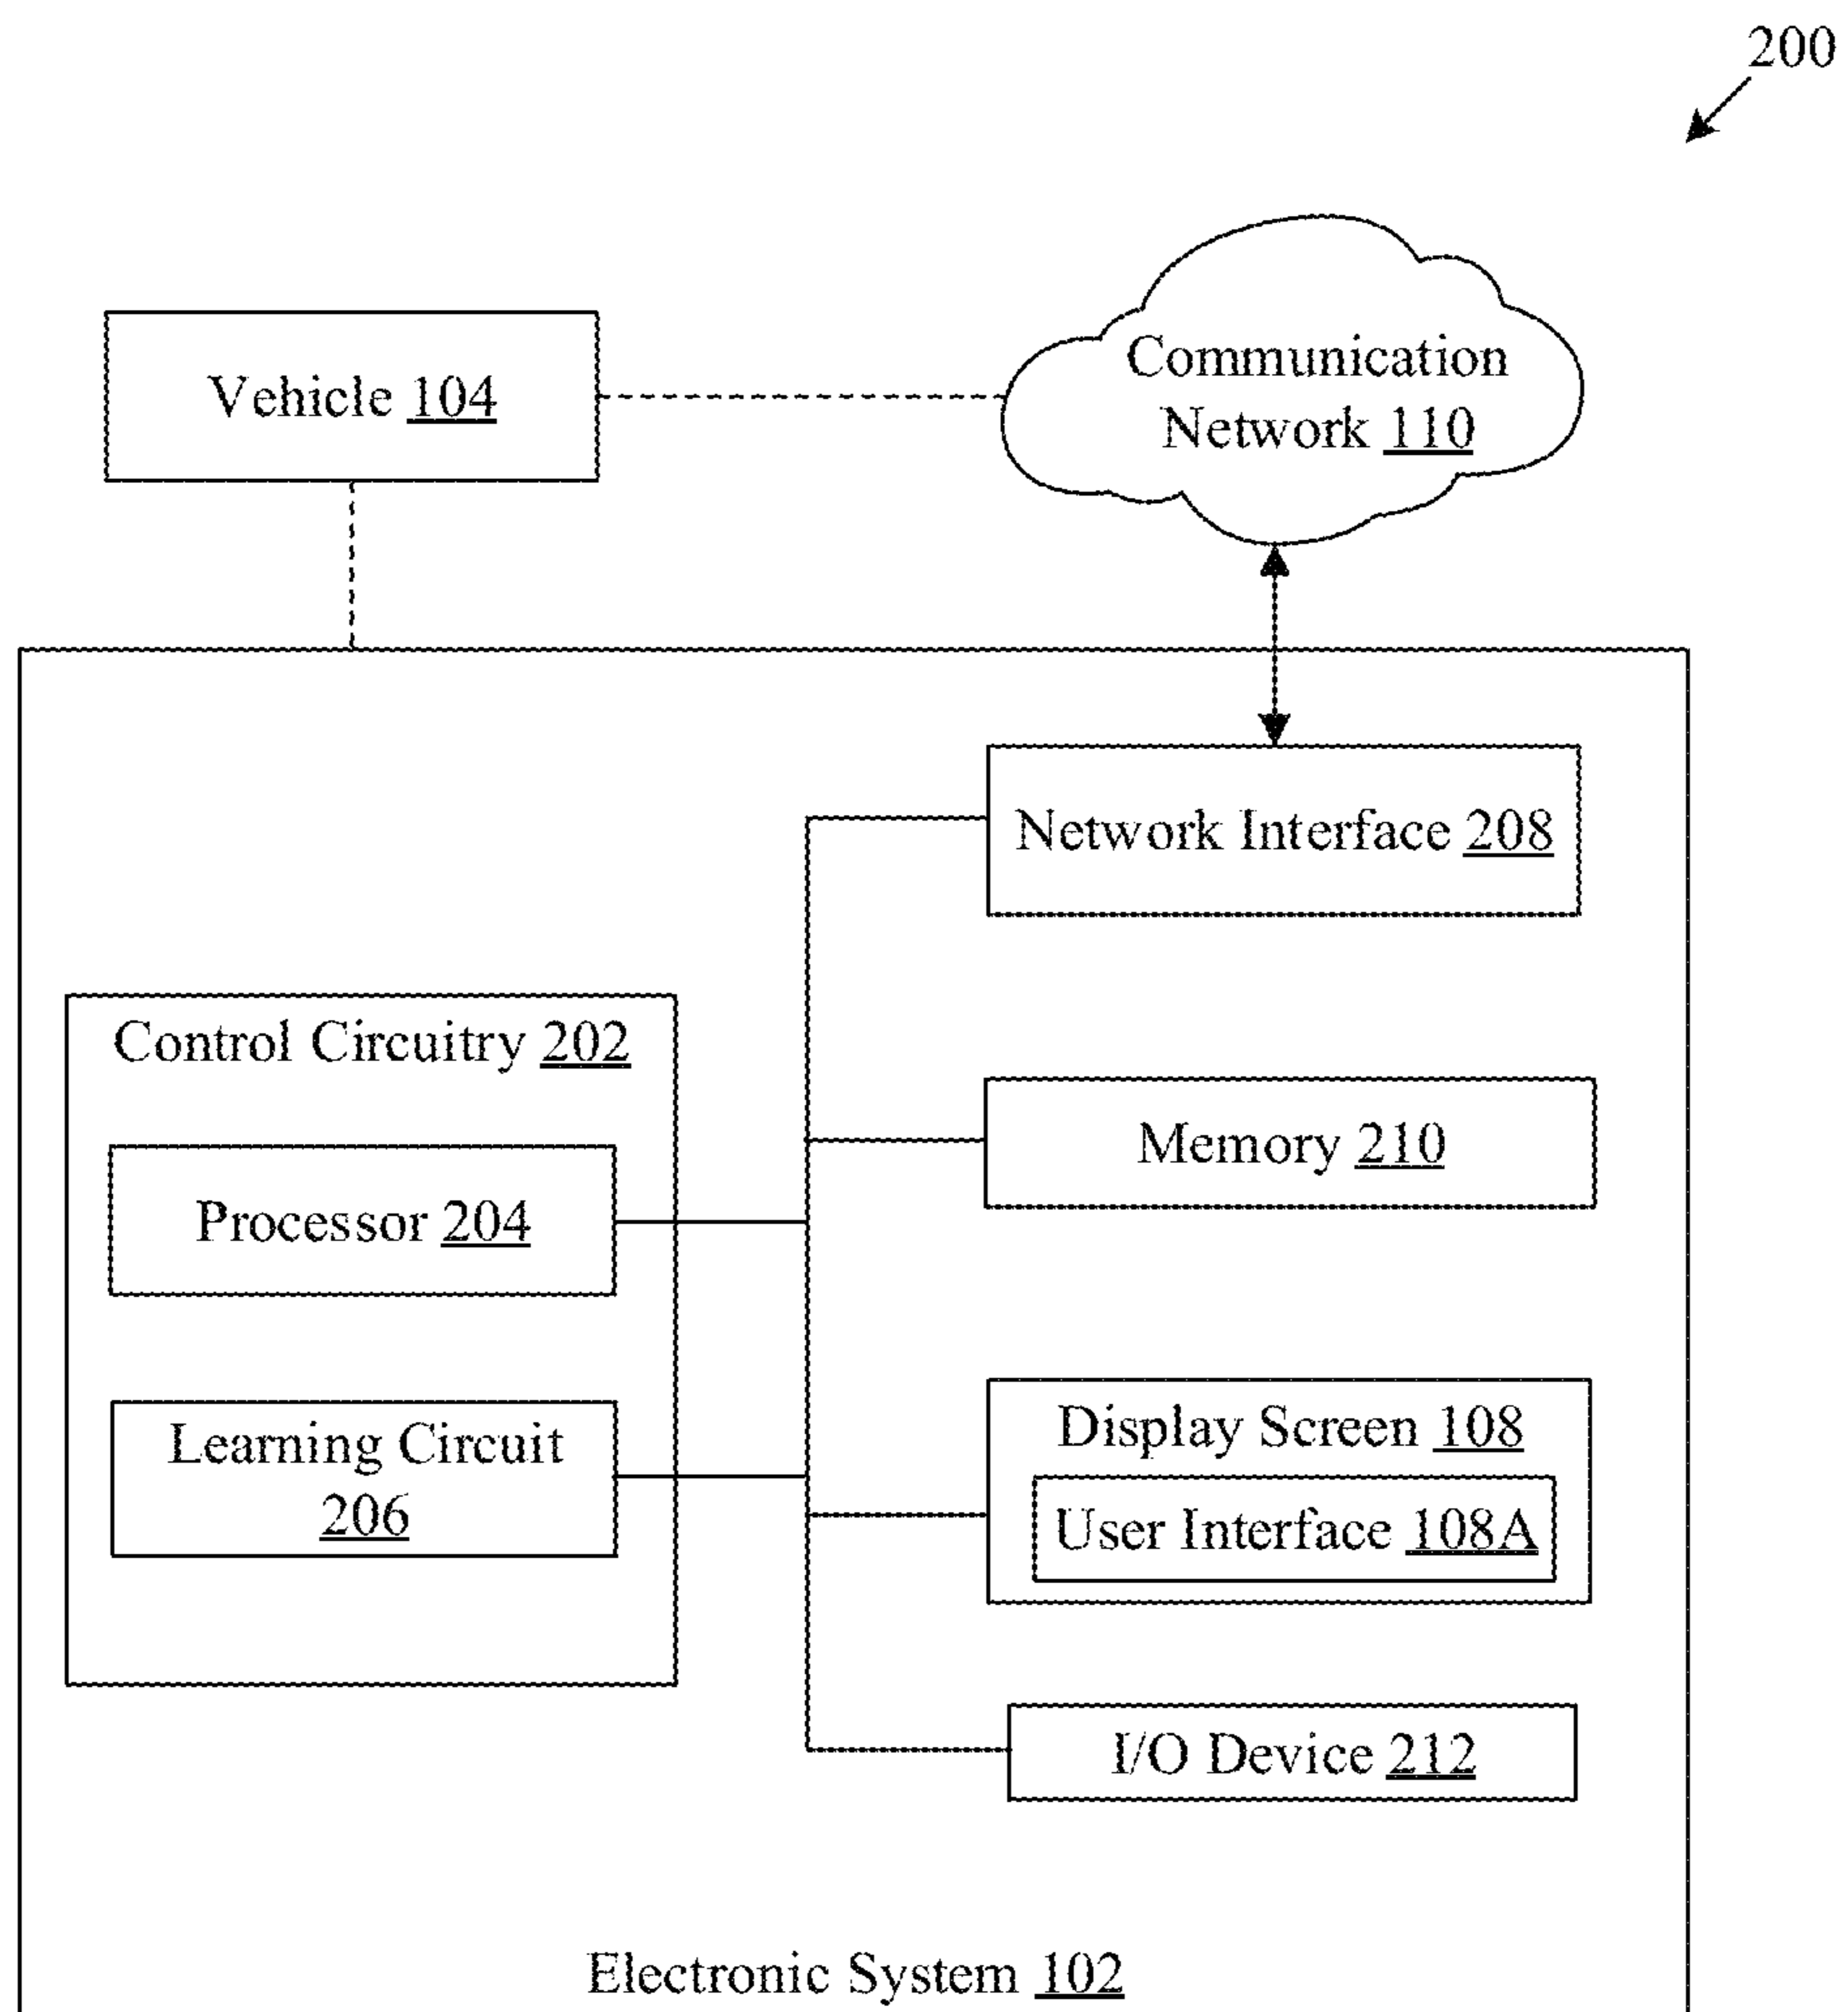 200
Communication
Network 110
Vehicle 104
Network Interface 208
Control Circuitry 202
Memory 210
Processor 204
Display Screen 108
Learning Circuit
206
User Interface 108A
I/O Device 212
Electronic System 102